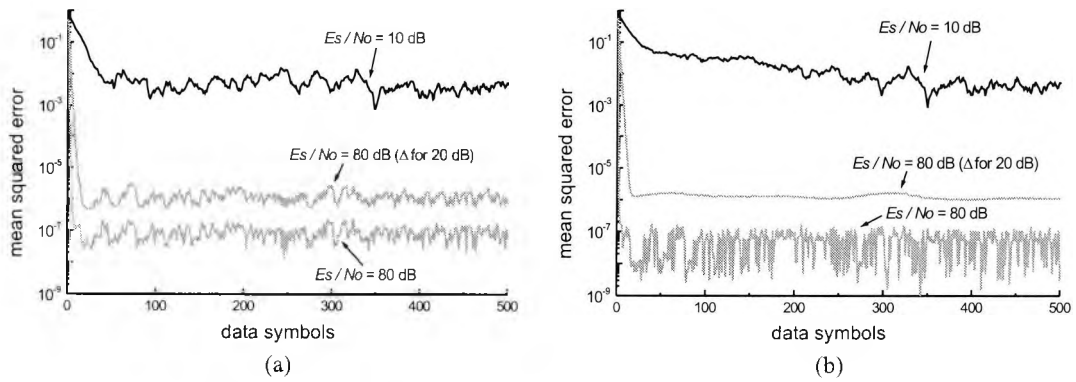 mean squared error
10-1
10-3
10-5
10-7
10-9
0
100
200
300
400
500
data symbols
Es / No = 10 dB
Es / No = 80 dB (Δ for 20 dB)
Es / No = 80 dB
(a)
mean squared error
10-1
10-3
10-5
10-7
10-9
0
100
200
300
400
500
data symbols
Es / No = 10 dB
Es / No = 80 dB (Δ for 20 dB)
Es / No = 80 dB
(b)